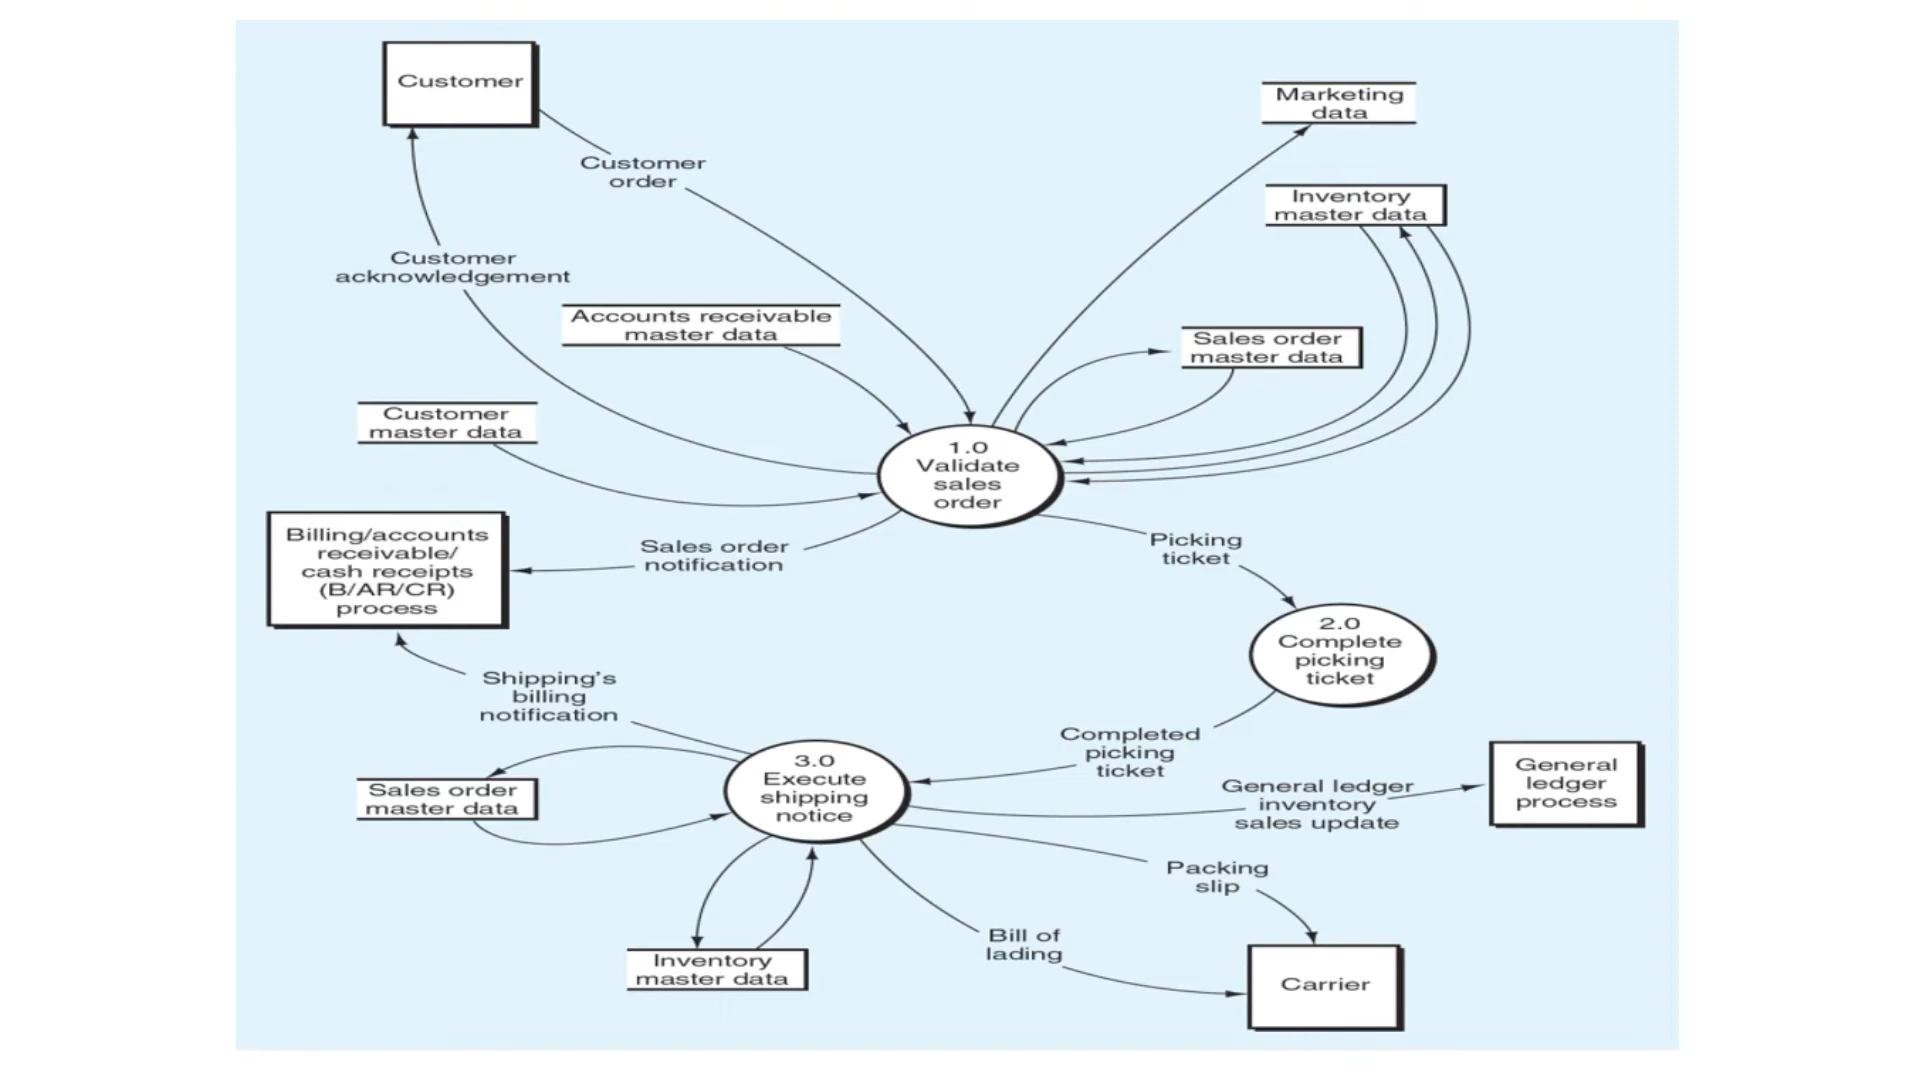 Customer
Marketing
data
Customer
order
Inventory
master data
Customer
acknowledgement
Accounts receivable
master data
Sales order
master data
Customer
master data
1.0
Validate
sales
order
Billing/accounts
receivable/
cash receipts
(B/AR/CR)
process
Sales order
notification
Picking
ticket
2.0
Complete
picking
ticket
Shipping’s
billing
notification
Completed
picking
ticket
3.0
Execute
shipping
notice
General ledger
inventory
sales update
General
ledger
process
Sales order
master data
Packing
slip
Bill of
lading
Inventory
master data
Carrier